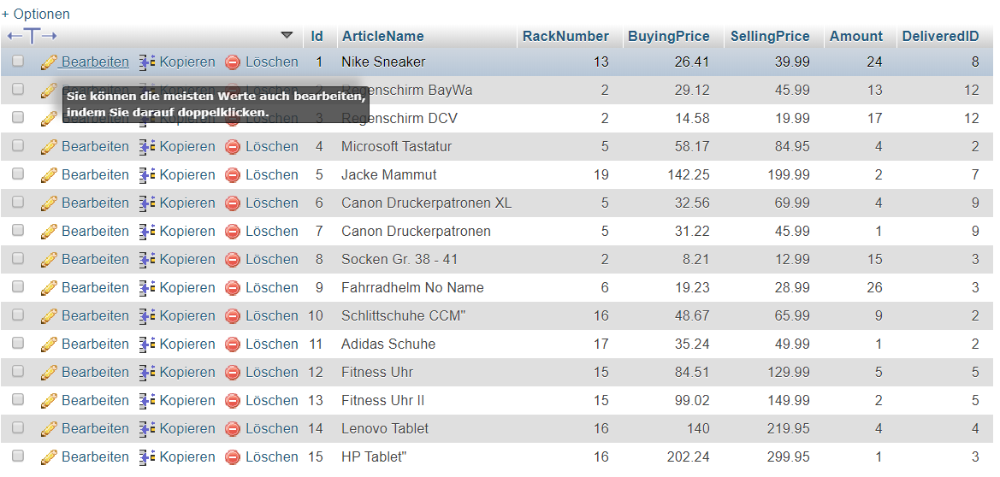 + Optionen
←T→ Id ArticleName RackNumber BuyingPrice SellingPrice Amount DeliveredID
Bearbeiten Kopieren Löschen 1 Nike Sneaker 13 26.41 39.99 24 8
Regenschirm BayWa 2 29.12 45.99 13 12
Sie können die meisten Werte auch bearbeiten,
indem Sie darauf doppelklicken.
3 Regenschirm DCV 2 14.58 19.99 17 12
Bearbeiten Kopieren Löschen 4 Microsoft Tastatur 5 58.17 84.95 4 2
Bearbeiten Kopieren Löschen 5 Jacke Mammut 19 142.25 199.99 2 7
Bearbeiten Kopieren Löschen 6 Canon Druckerpatronen XL 5 32.56 69.99 4 9
Bearbeiten Kopieren Löschen 7 Canon Druckerpatronen 5 31.22 45.99 1 9
Bearbeiten Kopieren Löschen 8 Socken Gr. 38 - 41 2 8.21 12.99 15 3
Bearbeiten Kopieren Löschen 9 Fahrradhelm No Name 6 19.23 28.99 26 3
Bearbeiten Kopieren Löschen 10 Schlittschuhe CCM" 16 48.67 65.99 9 2
Bearbeiten Kopieren Löschen 11 Adidas Schuhe 17 35.24 49.99 1 2
Bearbeiten Kopieren Löschen 12 Fitness Uhr 15 84.51 129.99 5 5
Bearbeiten Kopieren Löschen 13 Fitness Uhr II 15 99.02 149.99 2 5
Bearbeiten Kopieren Löschen 14 Lenovo Tablet 16 140 219.95 4 4
Bearbeiten Kopieren Löschen 15 HP Tablet" 16 202.24 299.95 1 3